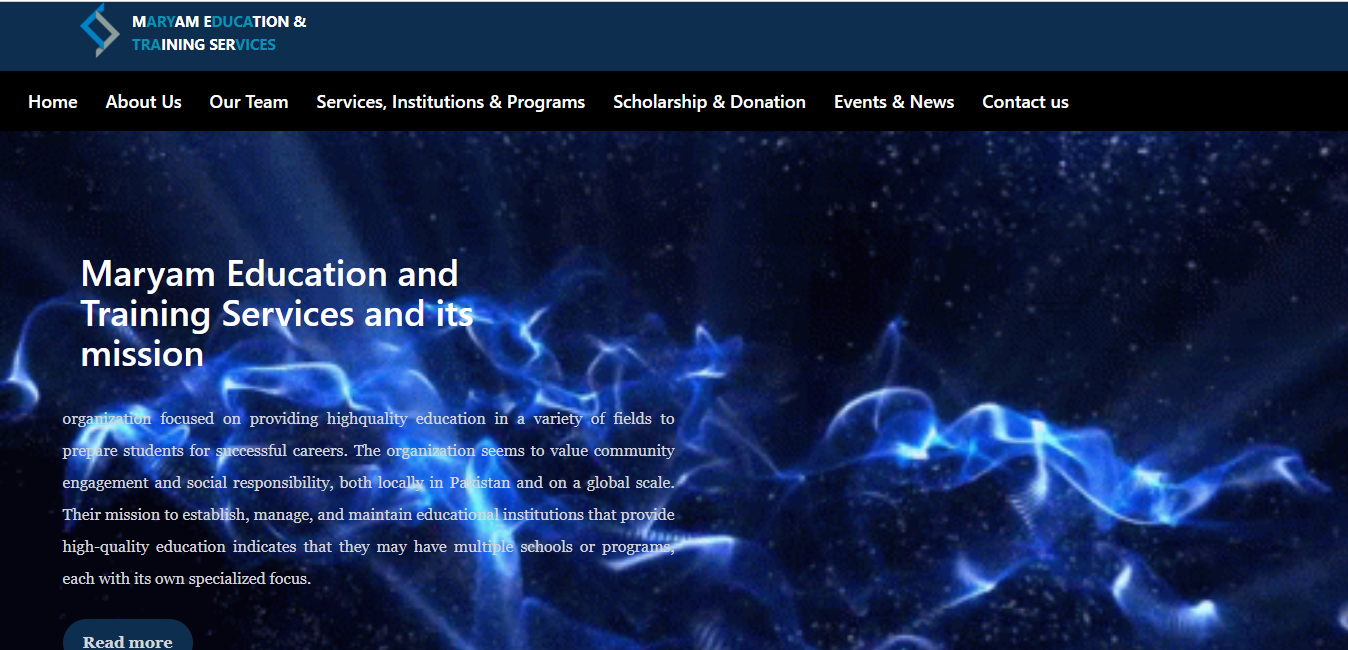 MARYAM EDUCATION &
TRAINING SERVICES
Home About Us Our Team Services, Institutions & Programs Scholarship & Donation Events & News Contact us
Maryam Education and
Training Services and its
mission
organization focused on providing highquality education in a variety of fields to
prepare students for successful careers. The organization seems to value community
engagement and social responsibility, both locally in Pakistan and on a global scale.
Their mission to establish, manage, and maintain educational institutions that provide
high-quality education indicates that they may have multiple schools or programs,
each with its own specialized focus.
Read more